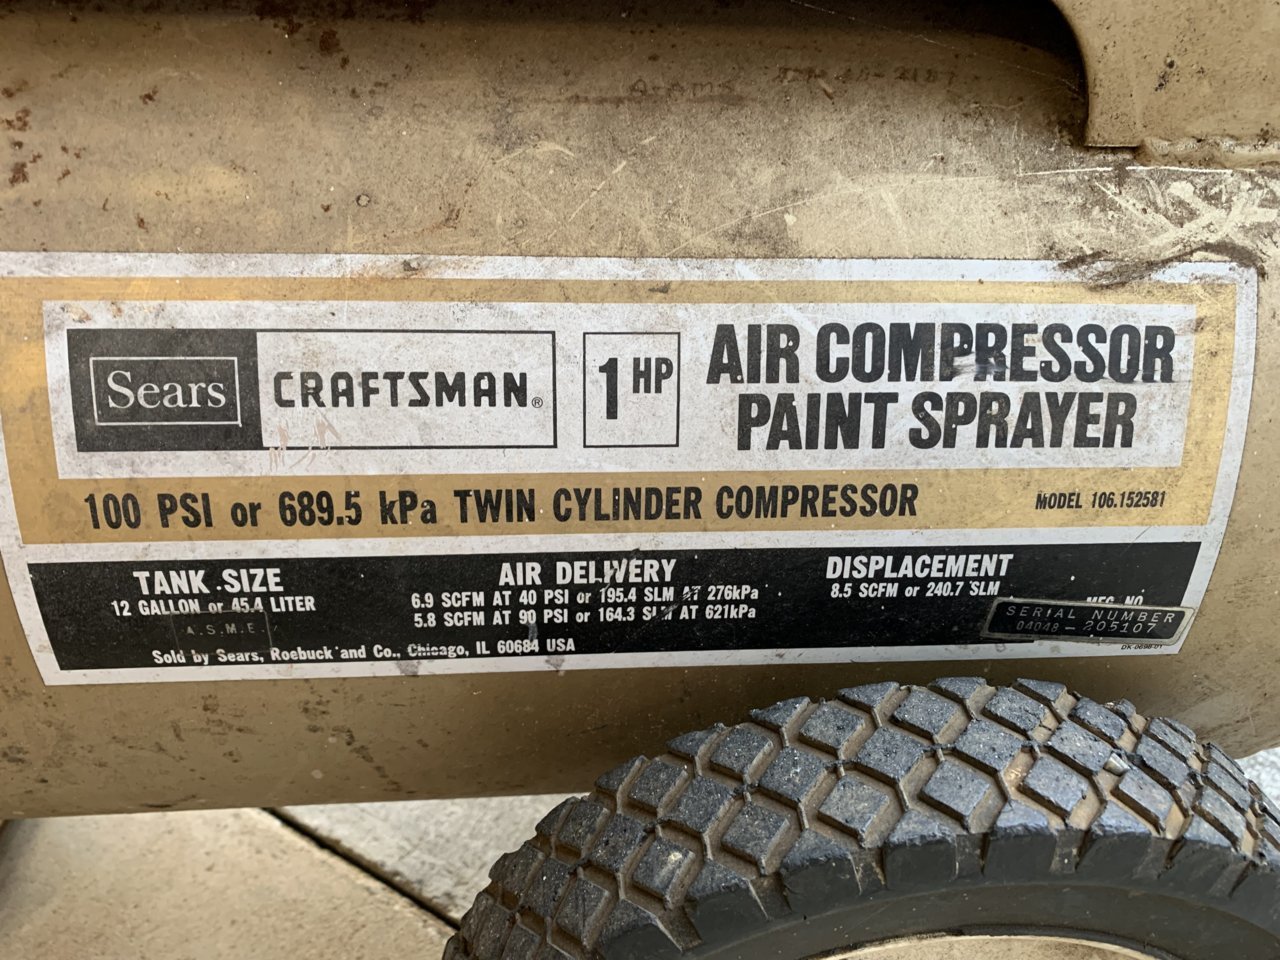 Sears
CRAFTSMAN®
1 HP
AIR COMPRESSOR
PAINT SPRAYER
100 PSI or 689.5 kPa TWIN CYLINDER COMPRESSOR
MODEL 106.152581
TANK SIZE
12 GALLON or 45.4 LITER
A.S.M.E.
AIR DELIVERY
6.9 SCFM AT 40 PSI or 195.4 SLM AT 276kPa
5.8 SCFM AT 90 PSI or 164.3 SLM AT 621kPa
DISPLACEMENT
8.5 SCFM or 240.7 SLM
MFG. NO.
SERIAL NUMBER
04048 - 205107
Sold by Sears, Roebuck and Co., Chicago, IL 60684 USA